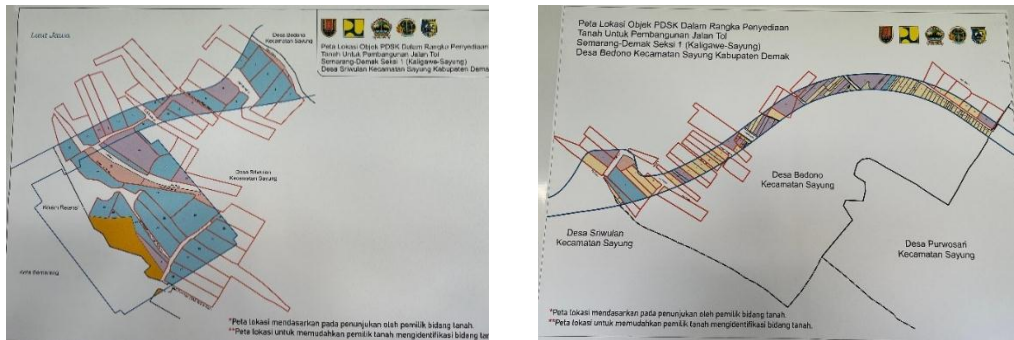 Laut Jawa
Desa Bedono
Kecamatan Sayung
Peta Lokasi Objek PDSK Dalam Rangka Penyediaan
Tanah Untuk Pembangunan Jalan Tol
Semarang-Demak Seksi 1 (Kaligawe-Sayung)
Desa Sriwulan Kecamatan Sayung Kabupaten Demak
Desa Sriwulan
Kecamatan Sayung
*Peta lokasi mendasarkan pada penunjukan oleh pemilik bidang tanah.
**Peta lokasi untuk memudahkan pemilik tanah mengidentifikasi bidang
Peta Lokasi Objek PDSK Dalam Rangka Penyediaan
Tanah Untuk Pembangunan Jalan Tol
Semarang-Demak Seksi 1 (Kaligawe-Sayung)
Desa Bedono Kecamatan Sayung Kabupaten Demak
Desa Bedono
Kecamatan Sayung
Desa Sriwulan
Kecamatan Sayung
Desa Purwosari
Kecamatan Sayung
*Peta lokasi mendasarkan pada penunjukan oleh pemilik bidang tanah.
**Peta lokasi untuk memudahkan pemilik tanah mengidentifikasi bidang tanah.